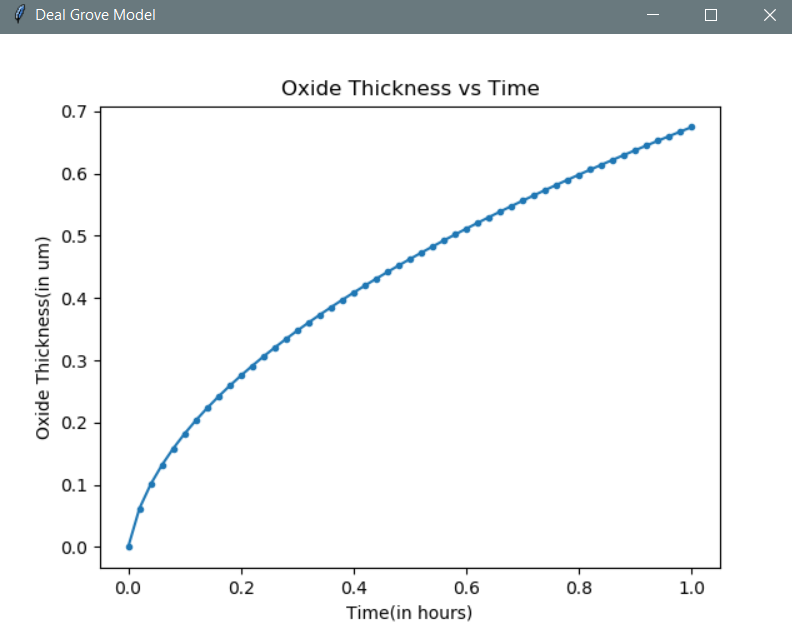 Deal Grove Model
Oxide Thickness vs Time
0.7
0.6
0.5
0.4
0.3
0.2
0.1
0.0
Oxide Thickness(in um)
0.0 0.2 0.4 0.6 0.8 1.0
Time(in hours)